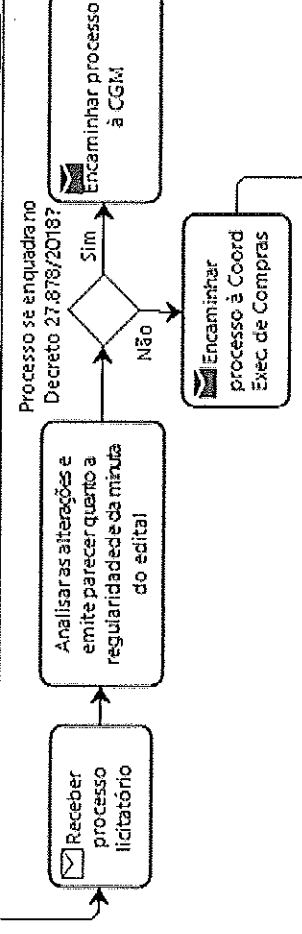 Receber
processo
licitatório
Analisar as alterações e
emite parecer quanto a
regularidade da minuta
do edital
Processo se enquadra no
Decreto 27.878/2018?
Sim
Não
Encaminhar processo
à CGM
Encaminhar
processo à Coord
Exec. de Compras